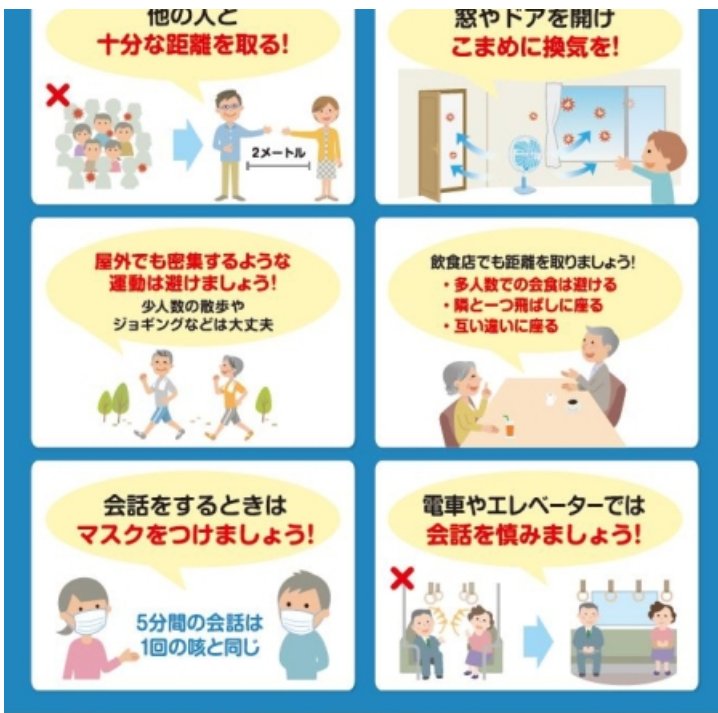 他の人と
十分な距離を取る!
2メートル
窓やドアを開け
こまめに換気を!
屋外でも密集するような
運動は避けましょう!
少人数の散歩や
ジョギングなどは大丈夫
飲食店でも距離を取りましょう!
・多人数での会食は避ける
・隣と一つ飛ばしに座る
・互い違いに座る
会話をするときは
マスクをつけましょう!
5分間の会話は
1回の咳と同じ
電車やエレベーターでは
会話を慎みましょう!